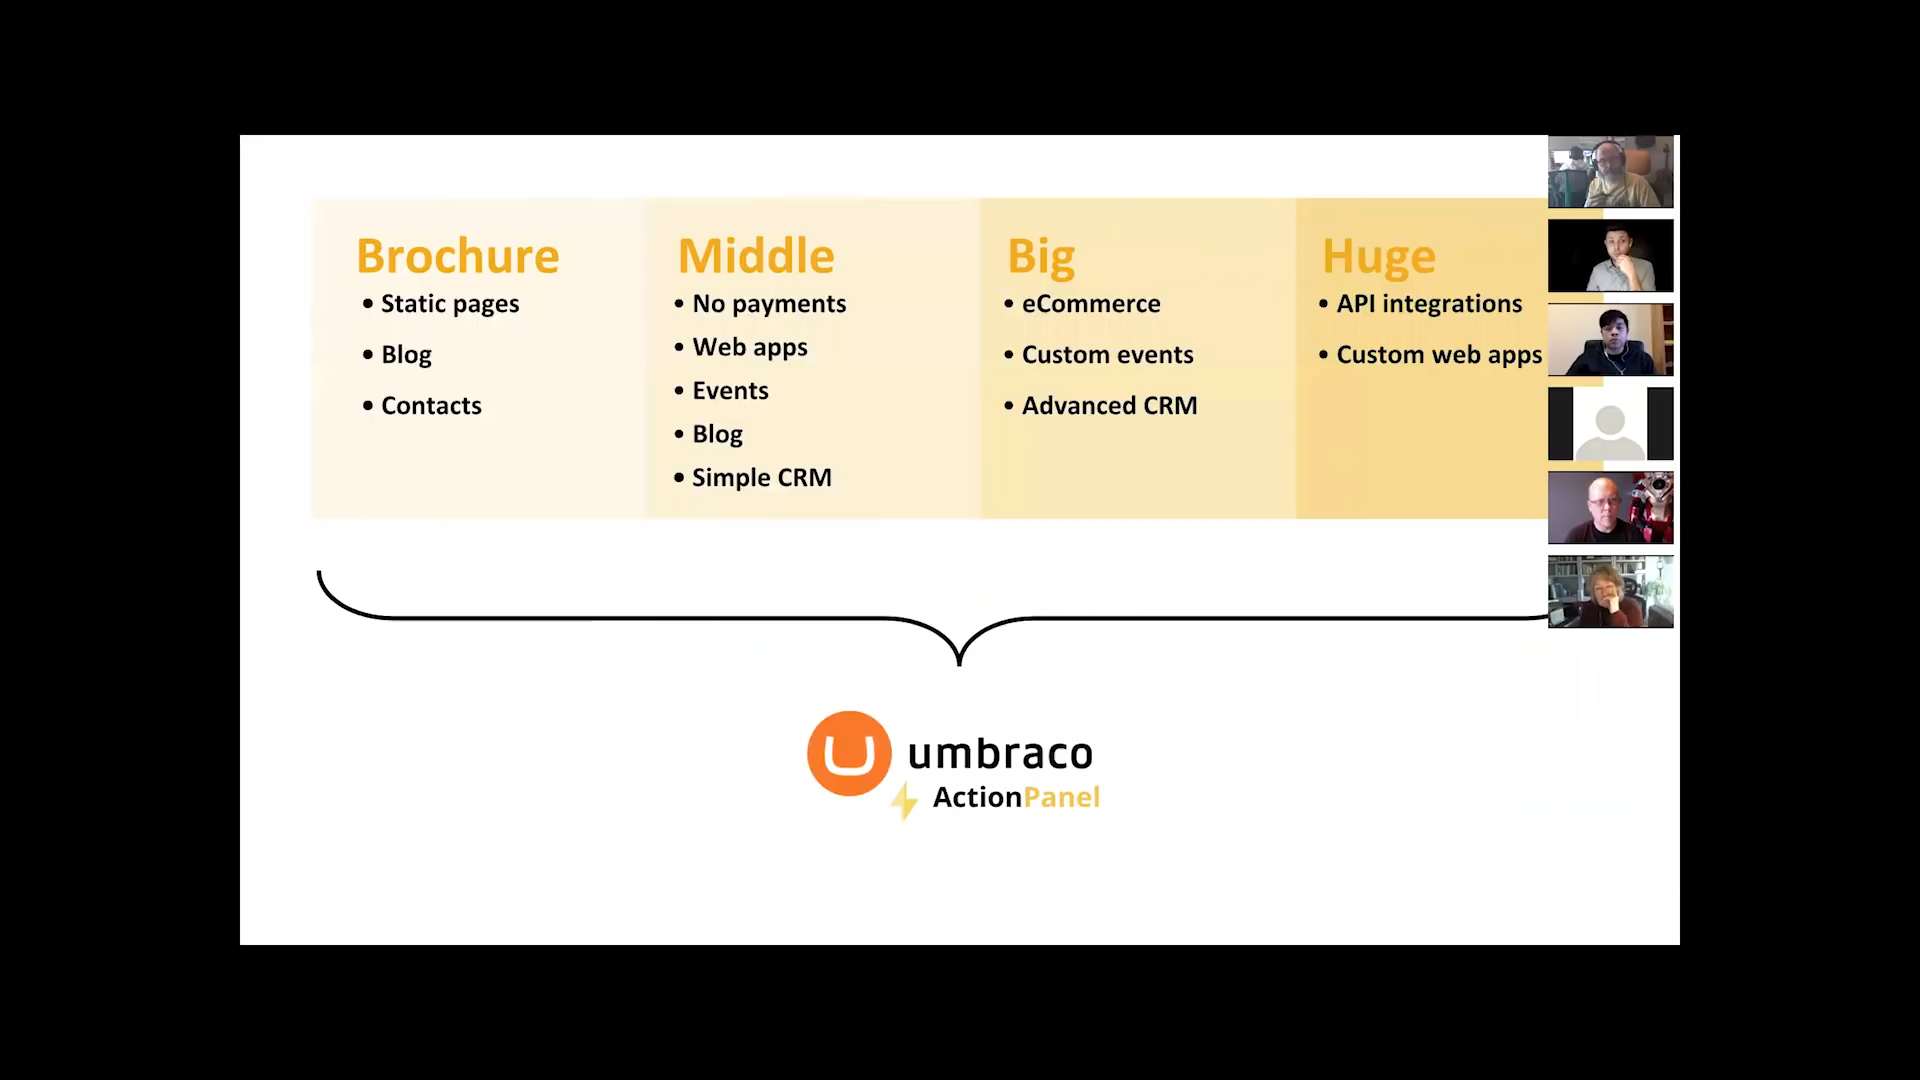 Brochure
• Static pages
• Blog
• Contacts
Middle
• No payments
• Web apps
• Events
• Blog
• Simple CRM
Big
• eCommerce
• Custom events
• Advanced CRM
Huge
• API integrations
• Custom web apps
umbraco
ActionPanel